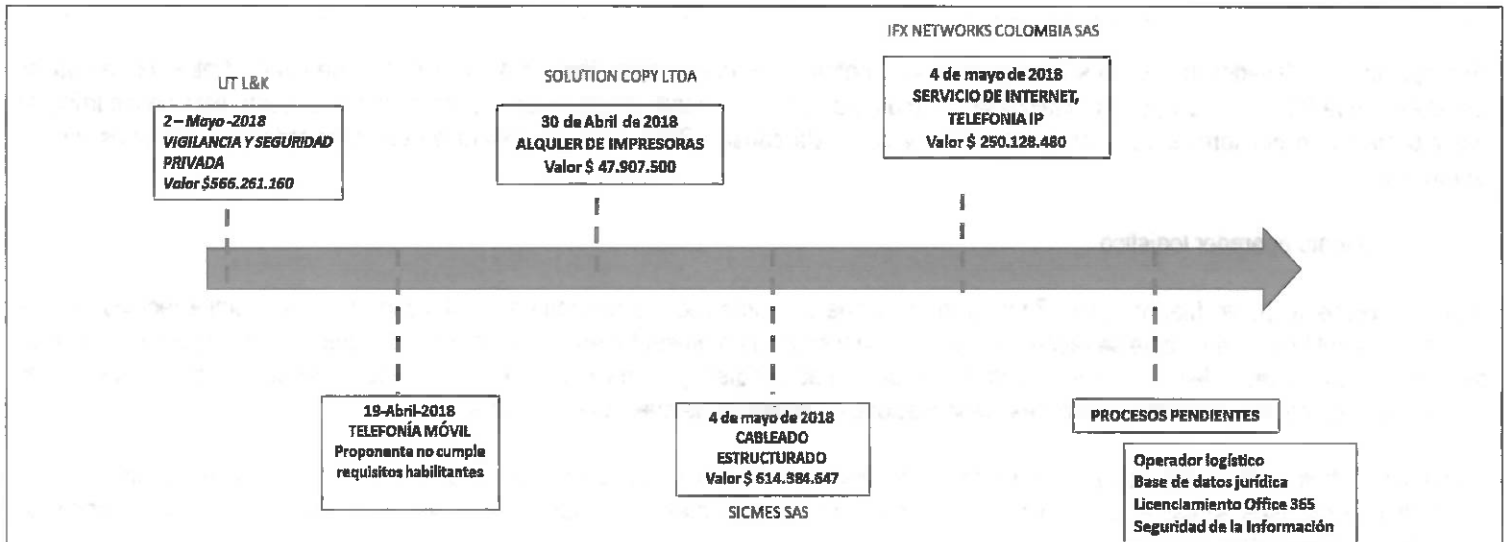 IFX NETWORKS COLOMBIA SAS
4 de mayo de 2018
SERVICIO DE INTERNET,
TELEFONIA IP
Valor $ 250.128.480
SOLUTION COPY LTDA
30 de Abril de 2018
ALQULER DE IMPRESORAS
Valor $ 47.907.500
UT L&K
2 – Mayo -2018
VIGILANCIA Y SEGURIDAD
PRIVADA
Valor $566.261.160
19-Abril-2018
TELEFONÍA MÓVIL
Proponente no cumple
requisitos habilitantes
4 de mayo de 2018
CABLEADO
ESTRUCTURADO
Valor $ 614.384.647
SICMES SAS
PROCESOS PENDIENTES
Operador logístico
Base de datos jurídica
Licenciamiento Office 365
Seguridad de la Información